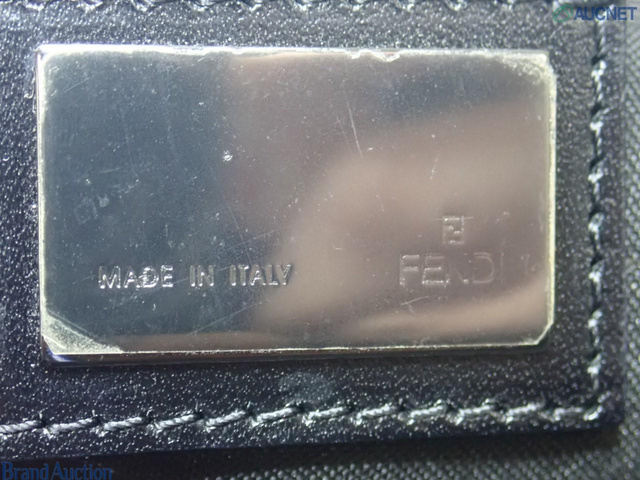 AUCNET
MADE IN ITALY
FENDI
Brand Auction